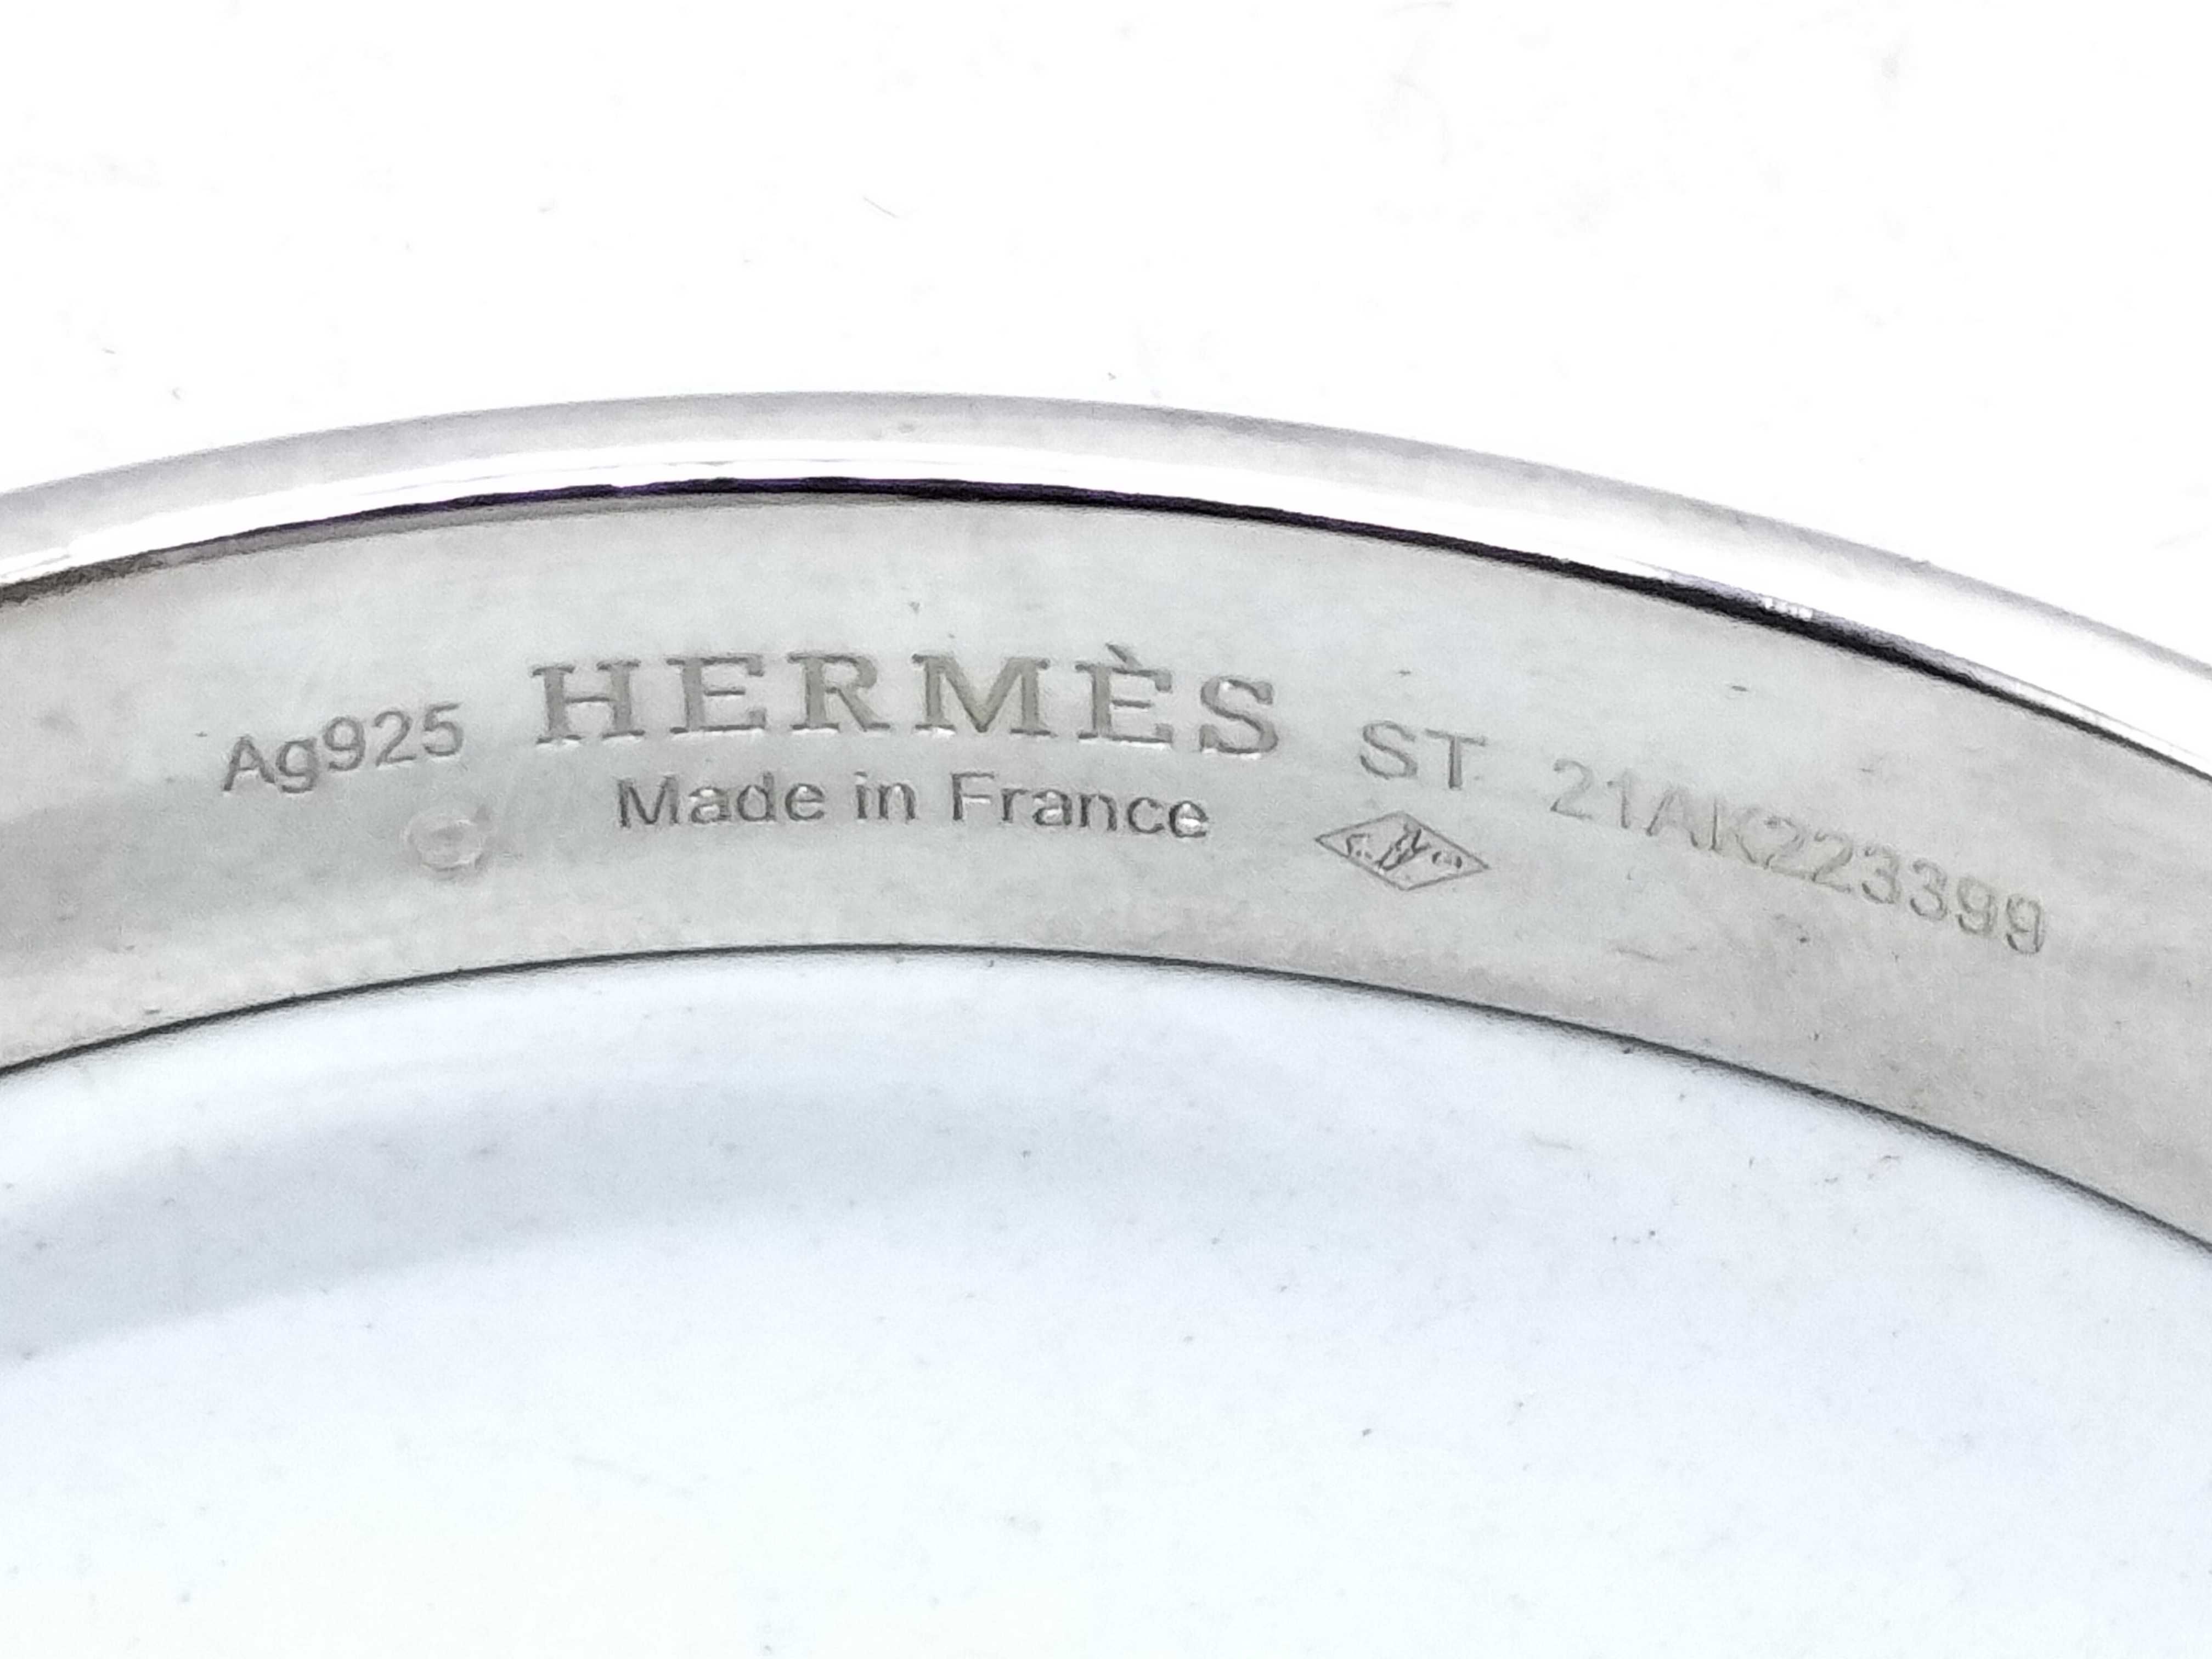 Ag925 HERMÈS ST 21AK223399
Made in France